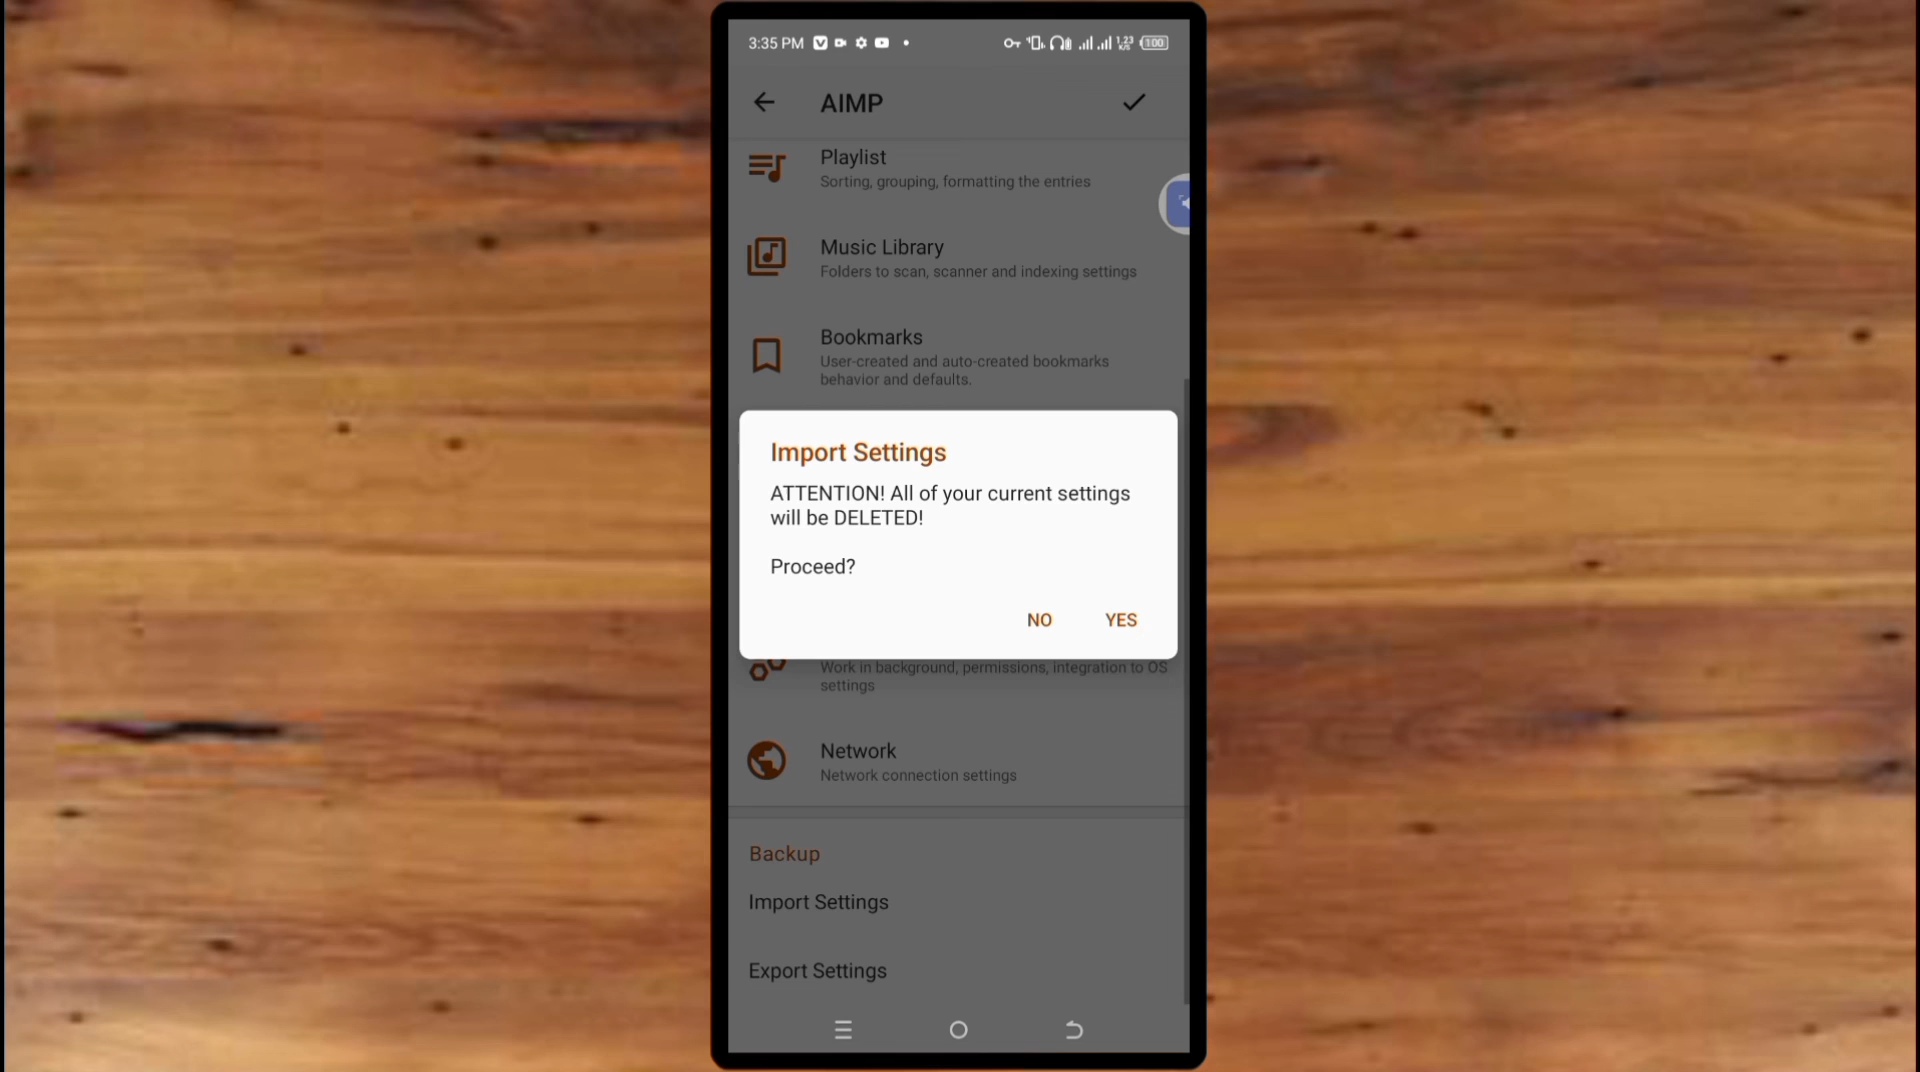 3:35 PM
1.23
K/S
100
AIMP
Playlist
Sorting, grouping, formatting the entries
Music Library
Folders to scan, scanner and indexing settings
Bookmarks
User-created and auto-created bookmarks
behavior and defaults.
Import Settings
ATTENTION! All of your current settings
will be DELETED!
Proceed?
NO
YES
Work in background, permissions, integration to OS
settings
Network
Network connection settings
Backup
Import Settings
Export Settings